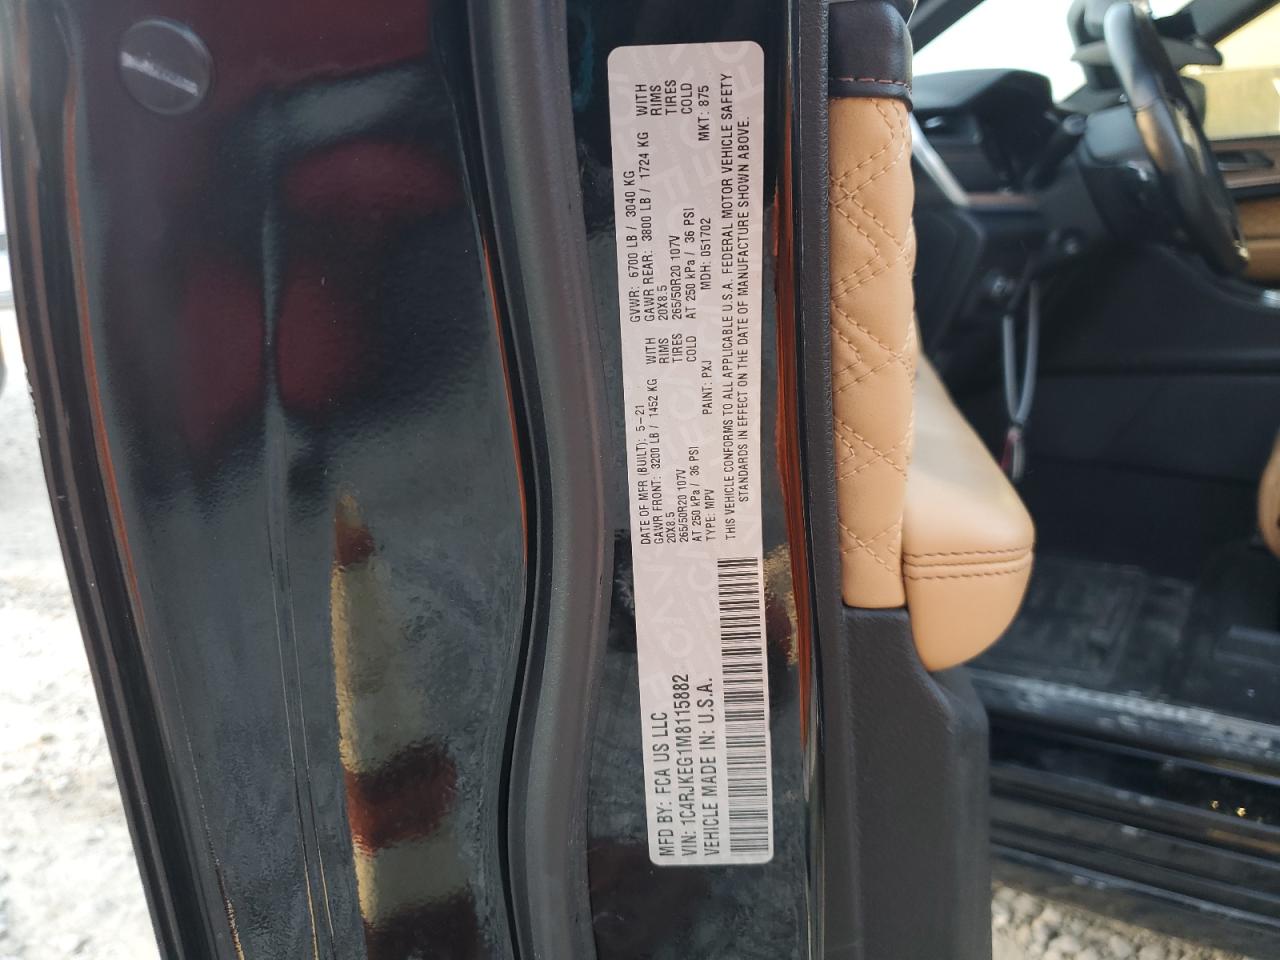 MFD BY: FCA US LLC
VIN: 1C4RJKEG1M8115882
VEHICLE MADE IN: U.S.A.
DATE OF MFR (BUILT): 5-21
GAWR FRONT: 3200 LB / 1452 KG WITH
20X8.5 RIMS
265/50R20 107V TIRES
AT 250 kPa / 36 PSI COLD
TYPE: MPV PAINT: PXJ
GVWR: 6700 LB / 3040 KG
GAWR REAR: 3800 LB / 1724 KG WITH
20X8.5 RIMS
265/50R20 107V TIRES
AT 250 kPa / 36 PSI COLD
MDH: 051702 MKT: 875
THIS VEHICLE CONFORMS TO ALL APPLICABLE U.S.A. FEDERAL MOTOR VEHICLE SAFETY
STANDARDS IN EFFECT ON THE DATE OF MANUFACTURE SHOWN ABOVE.